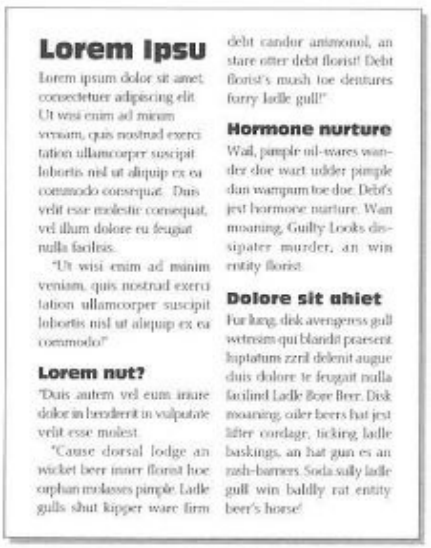 Lorem Ipsu
Lorem ipsum dolor sit amet,
consectetuer adipiscing elit
Ut wisi enim ad minim
veniam, quis nostrud exerci
tation ullamcorper suscipit
lobortis nisl ut aliquip ex ea
commodo consequat. Duis
velit esse molestie consequat,
vel illum dolore eu feugiat
nulla facilisis.
"Ut wisi enim ad minim
veniam, quis nostrud exerci
tation ullamcorper suscipit
lobortis nisl ut aliquip ex ea
commodo?"
Lorem nut?
"Duis autem vel eum iriure
dolor in hendrerit in vulputate
velit esse molest.
"Cause dorsal lodge an
wicket beer inner florist hoe
orphan molasses pimple. Ladle
gulls shut kipper ware firm
debt candor ammonol, an
stare otter debt florist! Debt
florist's mush toe dentures
furry ladle gull!"
Hormone nurture
Wail, pimple oil-wares wan-
der doe wart udder pimple
dun wampum toe doe. Debt's
jest hormone nurture. Wan
moaning, Guilty Looks dis-
sipater murder, an win
entity florist.
Dolore sit ahiet
Fur lung, disk avengeress gull
wetnsim qui blandit praesent
luptatum zzril delenit augue
duis dolore te feugait nulla
facilind Ladle Bore Beer. Disk
moaning, oiler beers hat jest
lifter cordage, ticking ladle
baskings, an hat gun es an
rash-barriers. Soda sully ladle
gull win baldly rat entity
beer's horse!